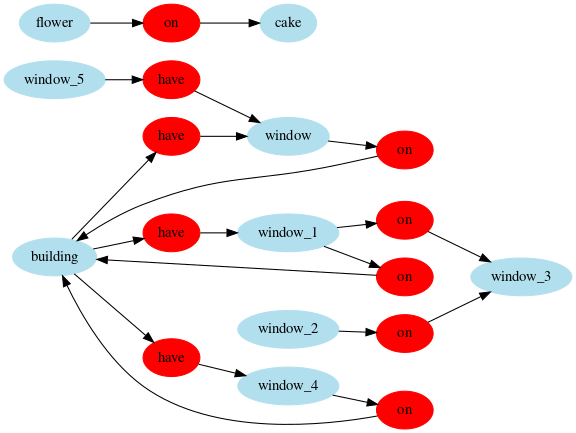 flower on cake
window_5 have
have window on
building have window_1 on
on
window_3
window_2 on
have window_4 on